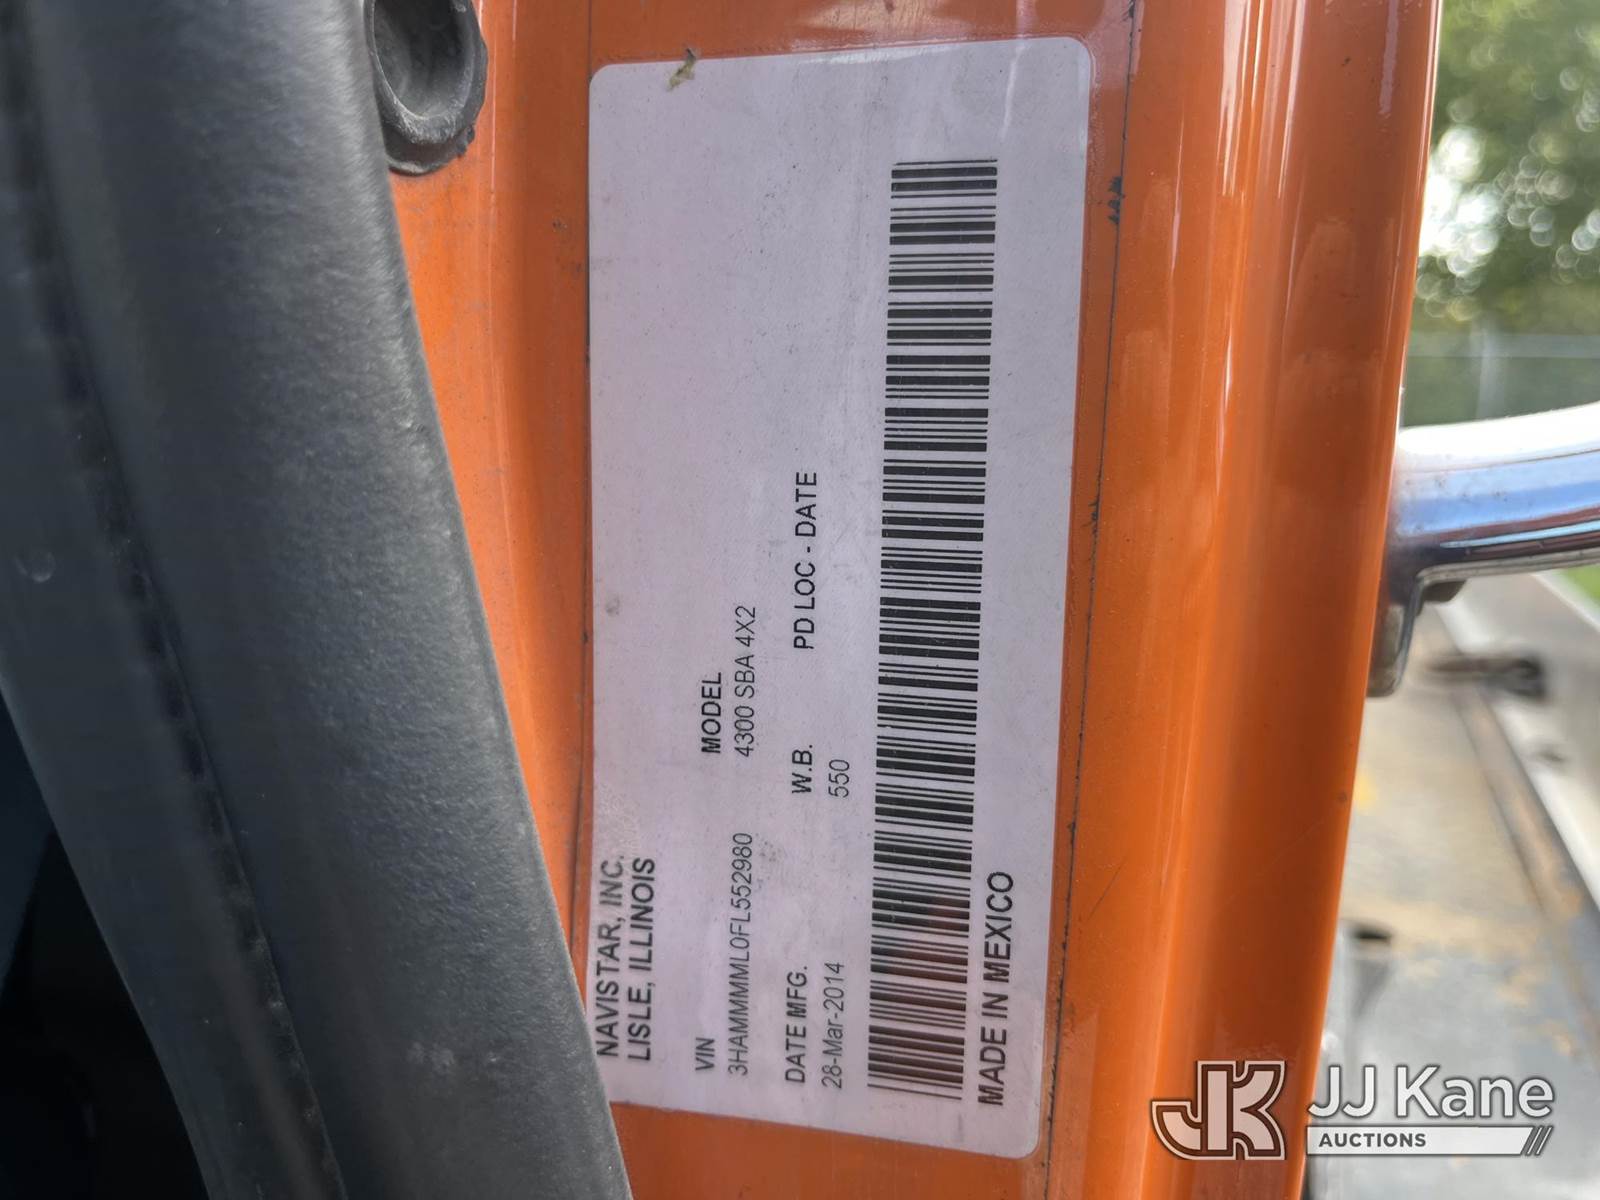 NAVISTAR, INC.
LISLE, ILLINOIS
VIN MODEL
3HAMMMML0FL552980 4300 SBA 4X2
DATE MFG. W.B. PD LOC - DATE
28-Mar-2014 550
MADE IN MEXICO
JK JJ Kane
AUCTIONS